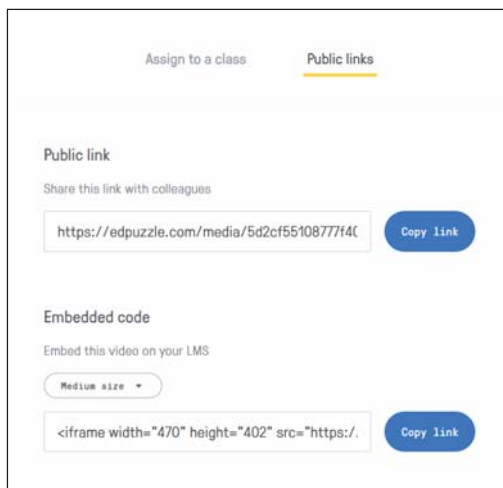 Assign to a class Public links
Public link
Share this link with colleagues
https://edpuzzle.com/media/5d2cf55108777f4( Copy link
Embedded code
Embed this video on your LMS
Medium size
<iframe width="470" height="402" src="https:/. Copy link